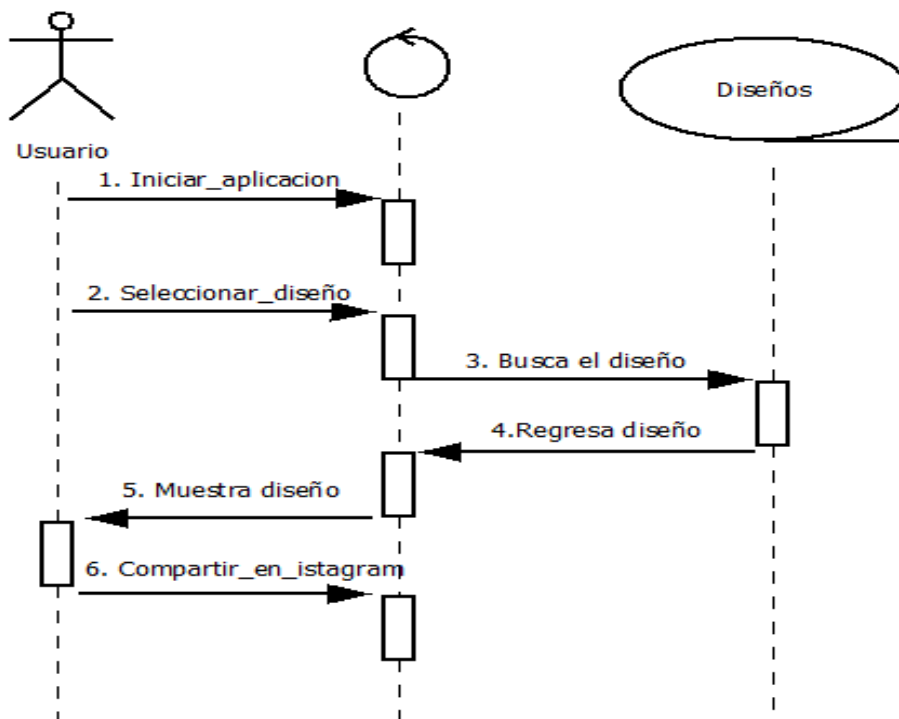 Diseños
Usuario
1. Iniciar_aplicacion
2. Seleccionar_diseño
3. Busca el diseño
4.Regresa diseño
5. Muestra diseño
6. Compartir_en_istagram